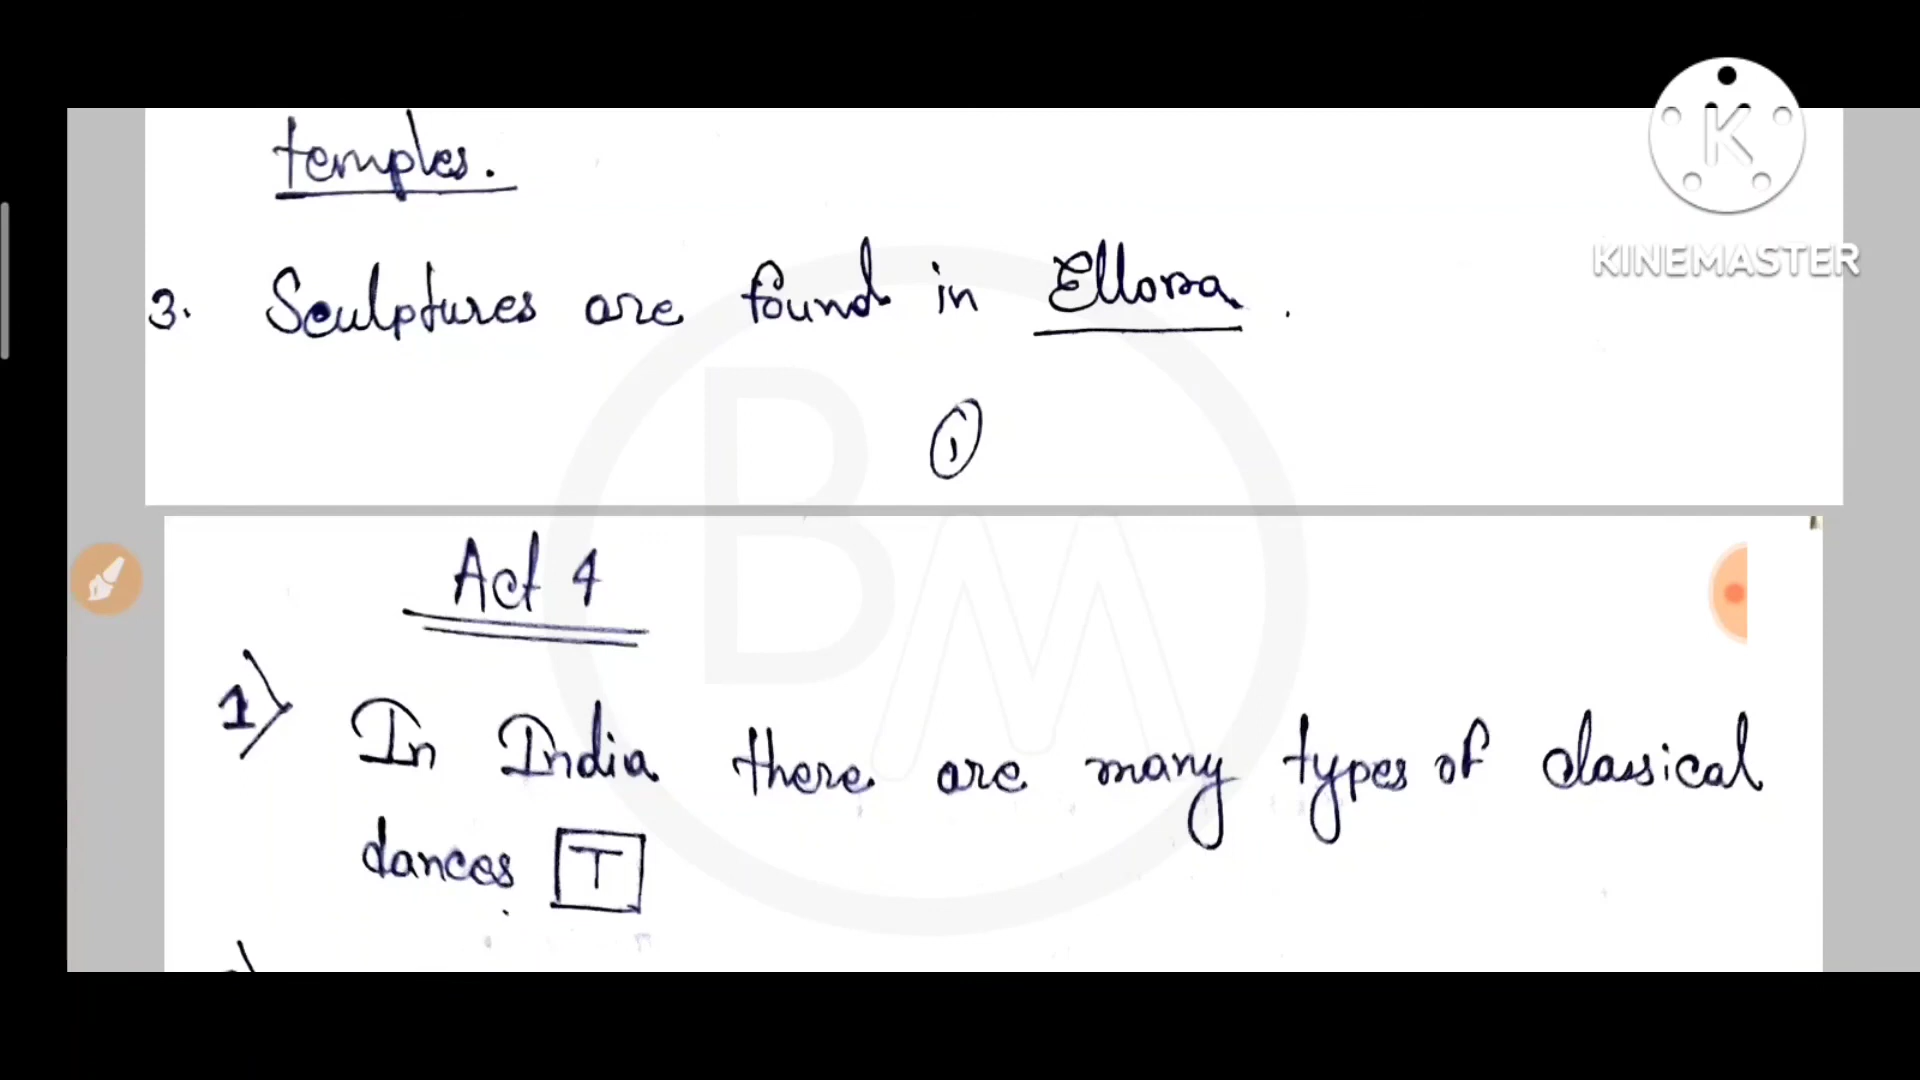 temples.
K
KINEMASTER
3. Sculptures are found in Ellora.
1
BM
Act 4
1) In India there are many types of classical
dances T